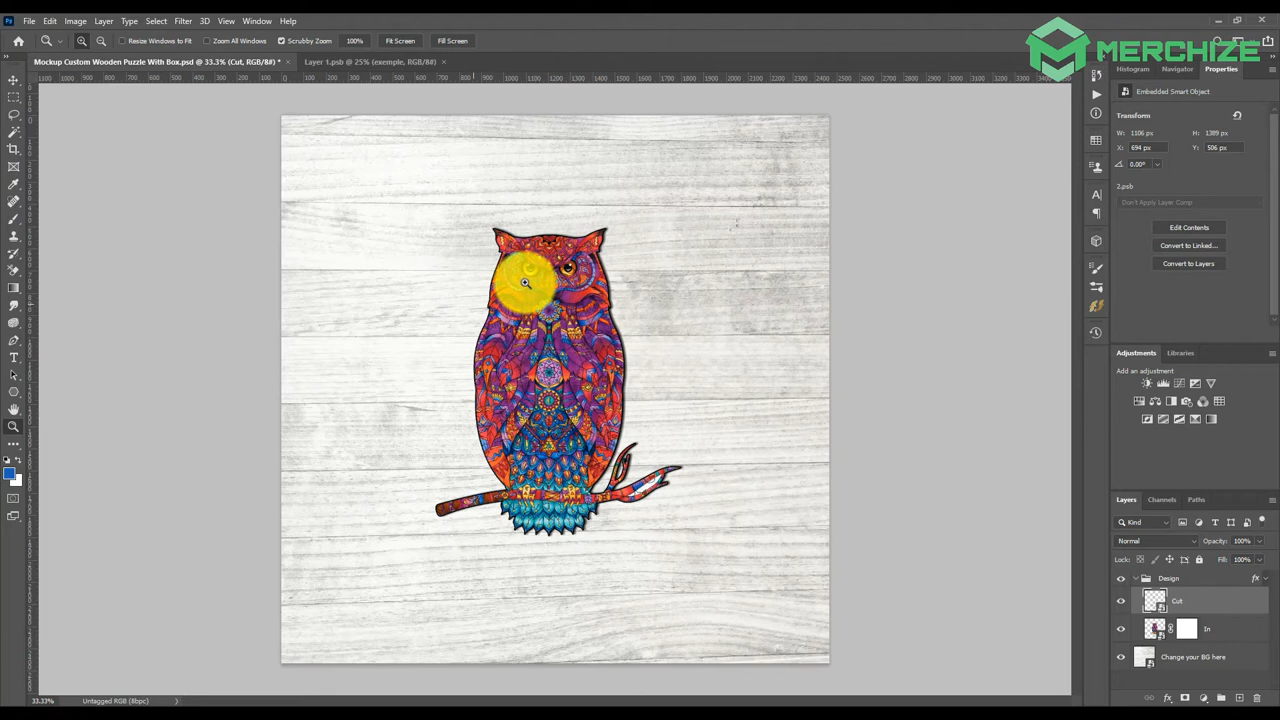 Ps File Edit Image Layer Type Select Filter 3D View Window Help
MERCHIZE
Resize Windows to Fit Zoom All Windows Scrubby Zoom 100% Fit Screen Fill Screen
Mockup Custom Wooden Puzzle With Box.psd @ 33.3% (Cut, RGB/8#) * × Layer 1.psb @ 25% (exemple, RGB/8#) ×
Histogram Navigator Properties
Embedded Smart Object
Transform
W: 1106 px H: 1389 px
X: 694 px Y: 506 px
0.00°
2.psb
Don't Apply Layer Comp
Edit Contents
Convert to Linked...
Convert to Layers
Adjustments Libraries
Add an adjustment
Layers Channels Paths
Kind
Normal Opacity: 100%
Lock: Fill: 100%
Design fx
Cut
In
Change your BG here
33.33% Untagged RGB (8bpc)